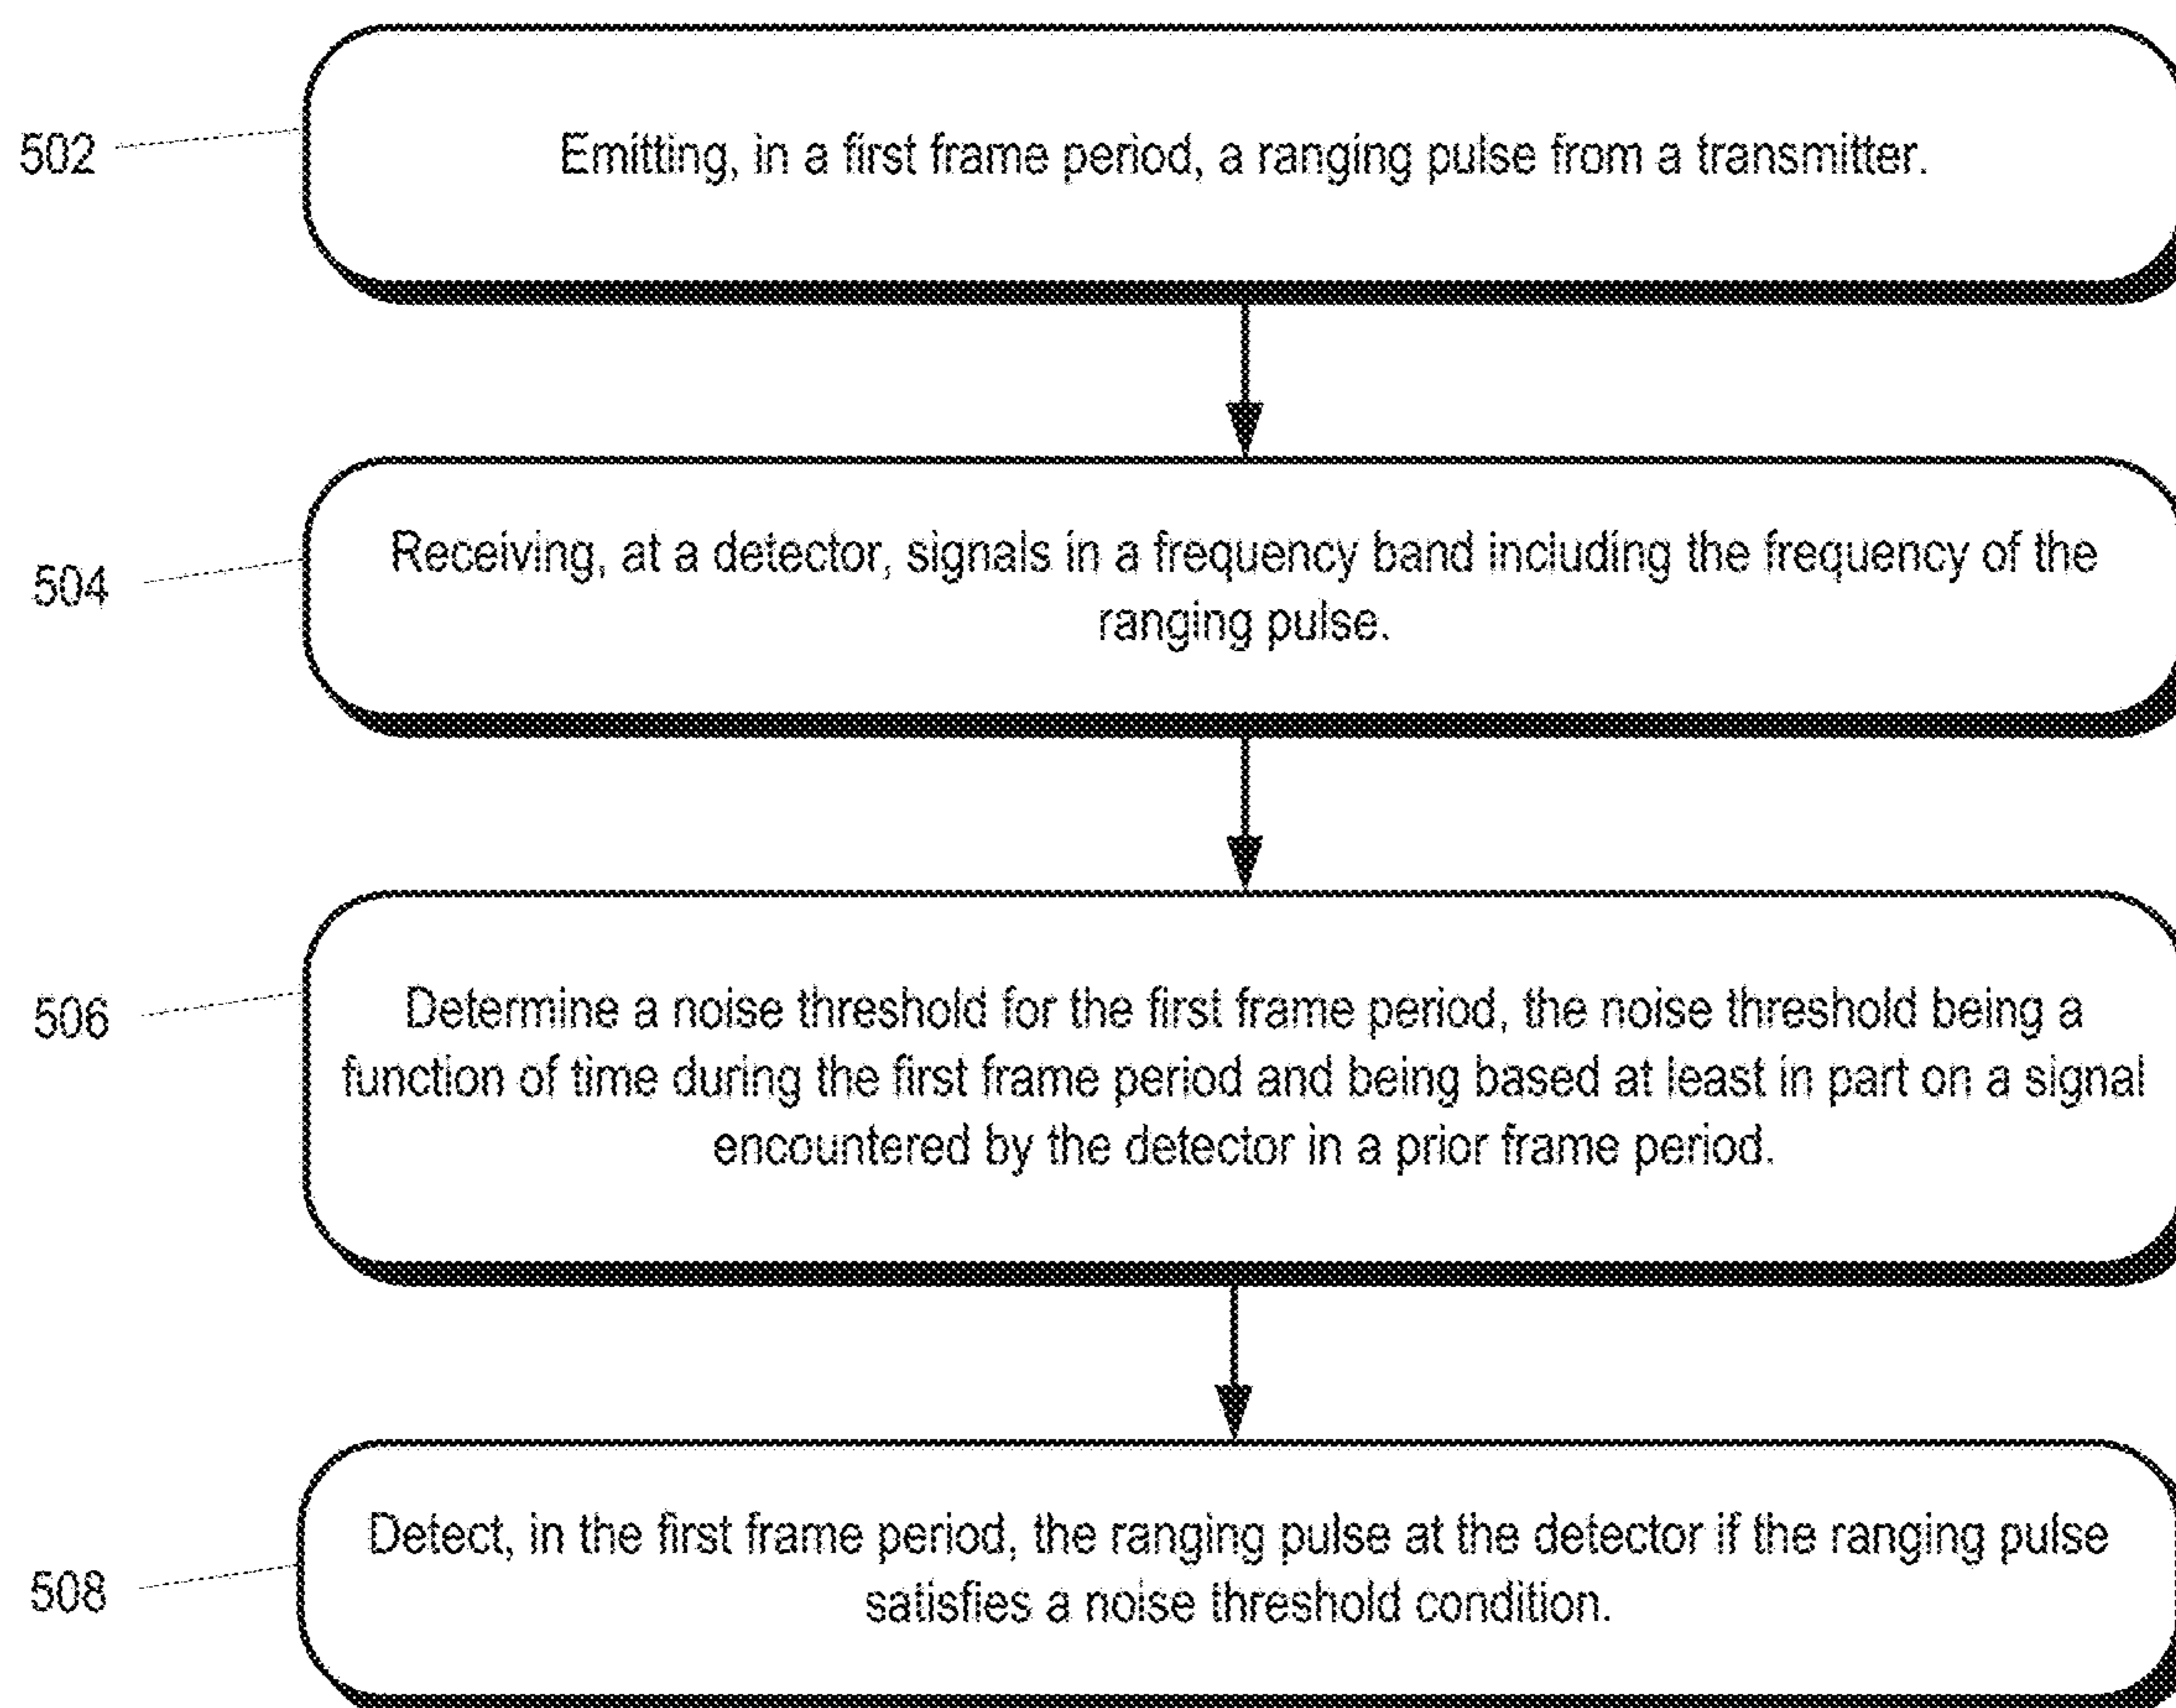 502
Emitting, in a first frame period, a ranging pulse from a transmitter.
504
Receiving, at a detector, signals in a frequency band including the frequency of the
ranging pulse.
506
Determine a noise threshold for the first frame period, the noise threshold being a
function of time during the first frame period and being based at least in part on a signal
encountered by the detector in a prior frame period.
508
Detect, in the first frame period, the ranging pulse at the detector if the ranging pulse
satisfies a noise threshold condition.